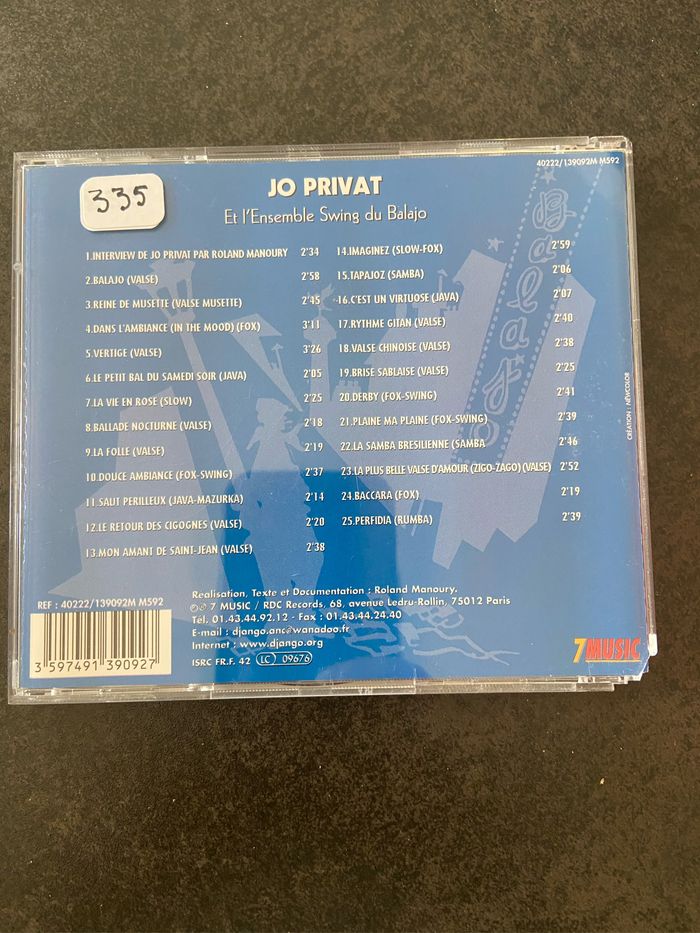 40222/139092M M592
335
JO PRIVAT
Et l'Ensemble Swing du Balajo
1.INTERVIEW DE JO PRIVAT PAR ROLAND MANOURY 2'34
2.BALAJO (VALSE) 2'58
3.REINE DE MUSETTE (VALSE MUSETTE) 2'45
4.DANS L'AMBIANCE (IN THE MOOD) (FOX) 3'11
5.VERTIGE (VALSE) 3'26
6.LE PETIT BAL DU SAMEDI SOIR (JAVA) 2'05
7.LA VIE EN ROSE (SLOW) 2'25
8.BALLADE NOCTURNE (VALSE) 2'18
9.LA FOLLE (VALSE) 2'19
10.DOUCE AMBIANCE (FOX-SWING) 2'37
11.SAUT PERILLEUX (JAVA-MAZURKA) 2'14
12.LE RETOUR DES CIGOGNES (VALSE) 2'20
13.MON AMANT DE SAINT-JEAN (VALSE) 2'38
14.IMAGINEZ (SLOW-FOX) 2'59
15.TAPAJOZ (SAMBA) 2'06
16.C'EST UN VIRTUOSE (JAVA) 2'07
17.RYTHME GITAN (VALSE) 2'40
18.VALSE CHINOISE (VALSE) 2'38
19.BRISE SABLAISE (VALSE) 2'25
20.DERBY (FOX-SWING) 2'41
21.PLAINE MA PLAINE (FOX-SWING) 2'39
22.LA SAMBA BRESILIENNE (SAMBA 2'46
23.LA PLUS BELLE VALSE D'AMOUR (ZIGO-ZAGO) (VALSE) 2'52
24.BACCARA (FOX) 2'19
25.PERFIDIA (RUMBA) 2'39
Balajo
CRÉATION : NEWCOLOR
REF : 40222/139092M M592
3 597491 390927
Realisation, Texte et Documentation : Roland Manoury.
©℗ 7 MUSIC / RDC Records, 68, avenue Ledru-Rollin, 75012 Paris
Tél. 01.43.44.92.12 - Fax : 01.43.44.24.40
E-mail : django.anc@wanadoo.fr
Internet : www.django.org
ISRC FR.F. 42 LC 09676
7MUSIC